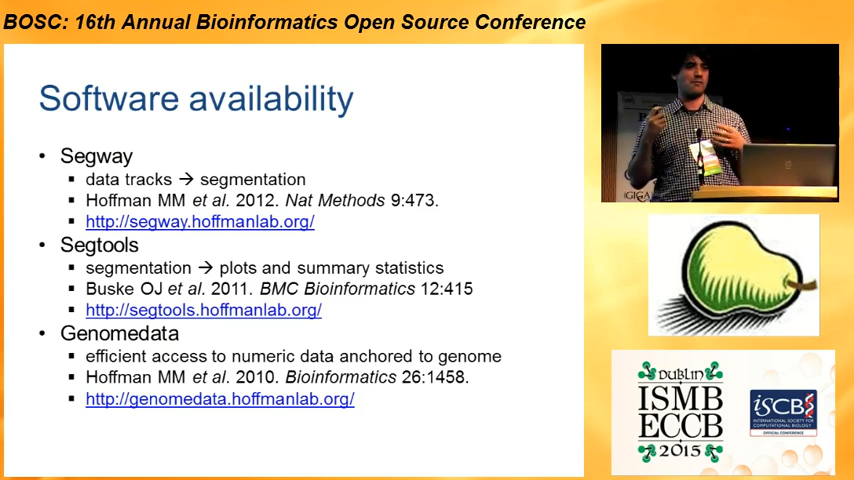 BOSC: 16th Annual Bioinformatics Open Source Conference
Software availability
• Segway
▪ data tracks → segmentation
▪ Hoffman MM et al. 2012. Nat Methods 9:473.
▪ http://segway.hoffmanlab.org/
• Segtools
▪ segmentation → plots and summary statistics
▪ Buske OJ et al. 2011. BMC Bioinformatics 12:415
▪ http://segtools.hoffmanlab.org/
• Genomedata
▪ efficient access to numeric data anchored to genome
▪ Hoffman MM et al. 2010. Bioinformatics 26:1458.
▪ http://genomedata.hoffmanlab.org/
DUBLIN
ISMB
ECCB
2015
iSCB
INTERNATIONAL SOCIETY FOR
COMPUTATIONAL BIOLOGY
OFFICIAL CONFERENCE